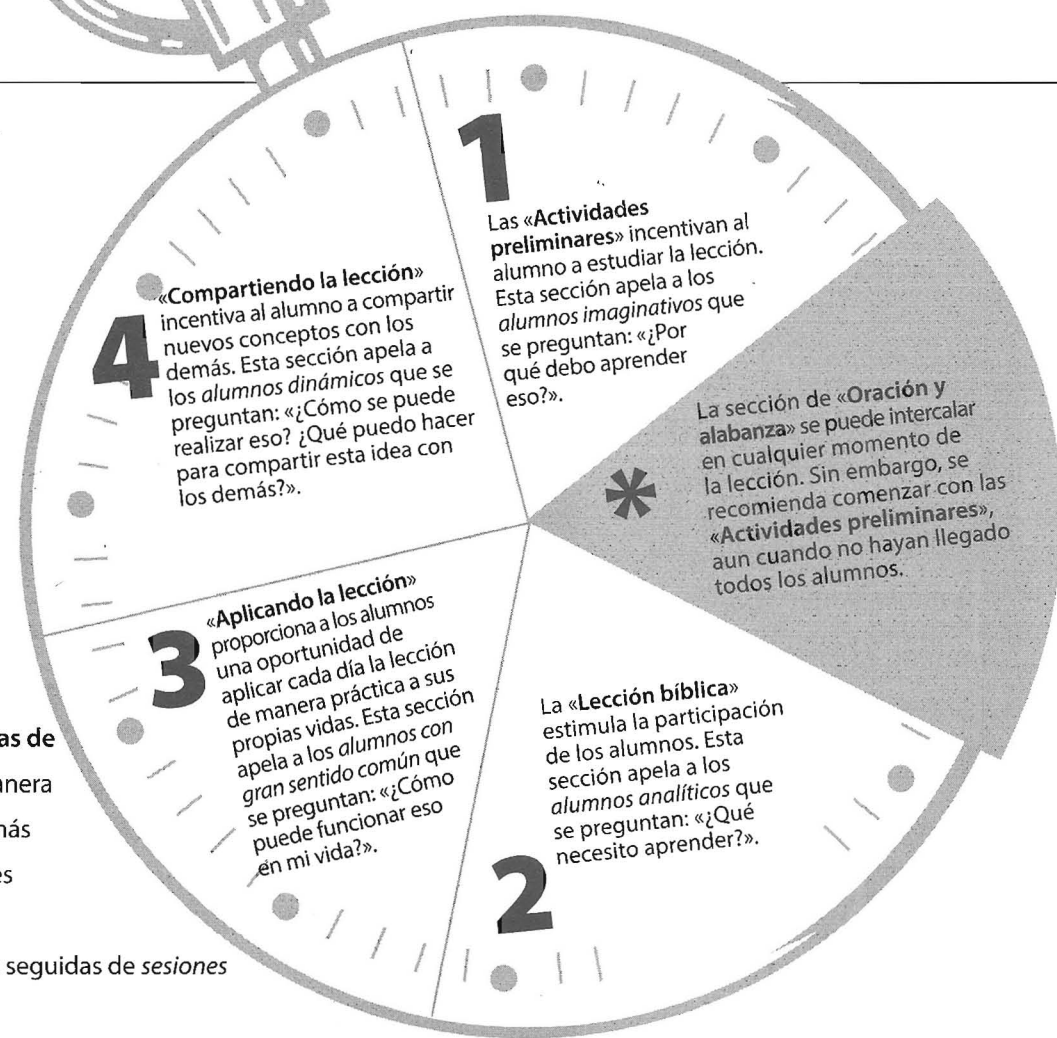 1
Las «Actividades
preliminares» incentivan al
alumno a estudiar la lección.
Esta sección apela a los
alumnos imaginativos que
se preguntan: «¿Por
qué debo aprender
eso?».
*
La sección de «Oración y
alabanza» se puede intercalar
en cualquier momento de
la lección. Sin embargo, se
recomienda comenzar con las
«Actividades preliminares»,
aun cuando no hayan llegado
todos los alumnos.
2
La «Lección bíblica»
estimula la participación
de los alumnos. Esta
sección apela a los
alumnos analíticos que
se preguntan: «¿Qué
necesito aprender?».
3
«Aplicando la lección»
proporciona a los alumnos
una oportunidad de
aplicar cada día la lección
de manera práctica a sus
propias vidas. Esta sección
apela a los alumnos con
gran sentido común que
se preguntan: «¿Cómo
puede funcionar eso
en mi vida?».
4
«Compartiendo la lección»
incentiva al alumno a compartir
nuevos conceptos con los
demás. Esta sección apela a
los alumnos dinámicos que se
preguntan: «¿Cómo se puede
realizar eso? ¿Qué puedo hacer
para compartir esta idea con
los demás?».
as de
anera
nás
es
seguidas de sesiones